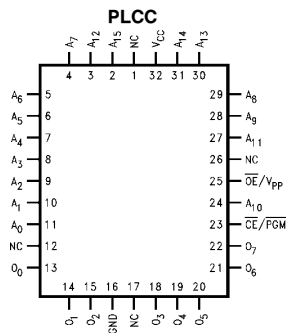 PLCC
A7 A12 A15 NC VCC A14 A13
4 3 2 1 32 31 30
A6 5 29 A8
A5 6 28 A9
A4 7 27 A11
A3 8 26 NC
A2 9 25 OE/VPP
A1 10 24 A10
A0 11 23 CE/PGM
NC 12 22 O7
O0 13 21 O6
14 15 16 17 18 19 20
O1 O2 GND NC O3 O4 O5